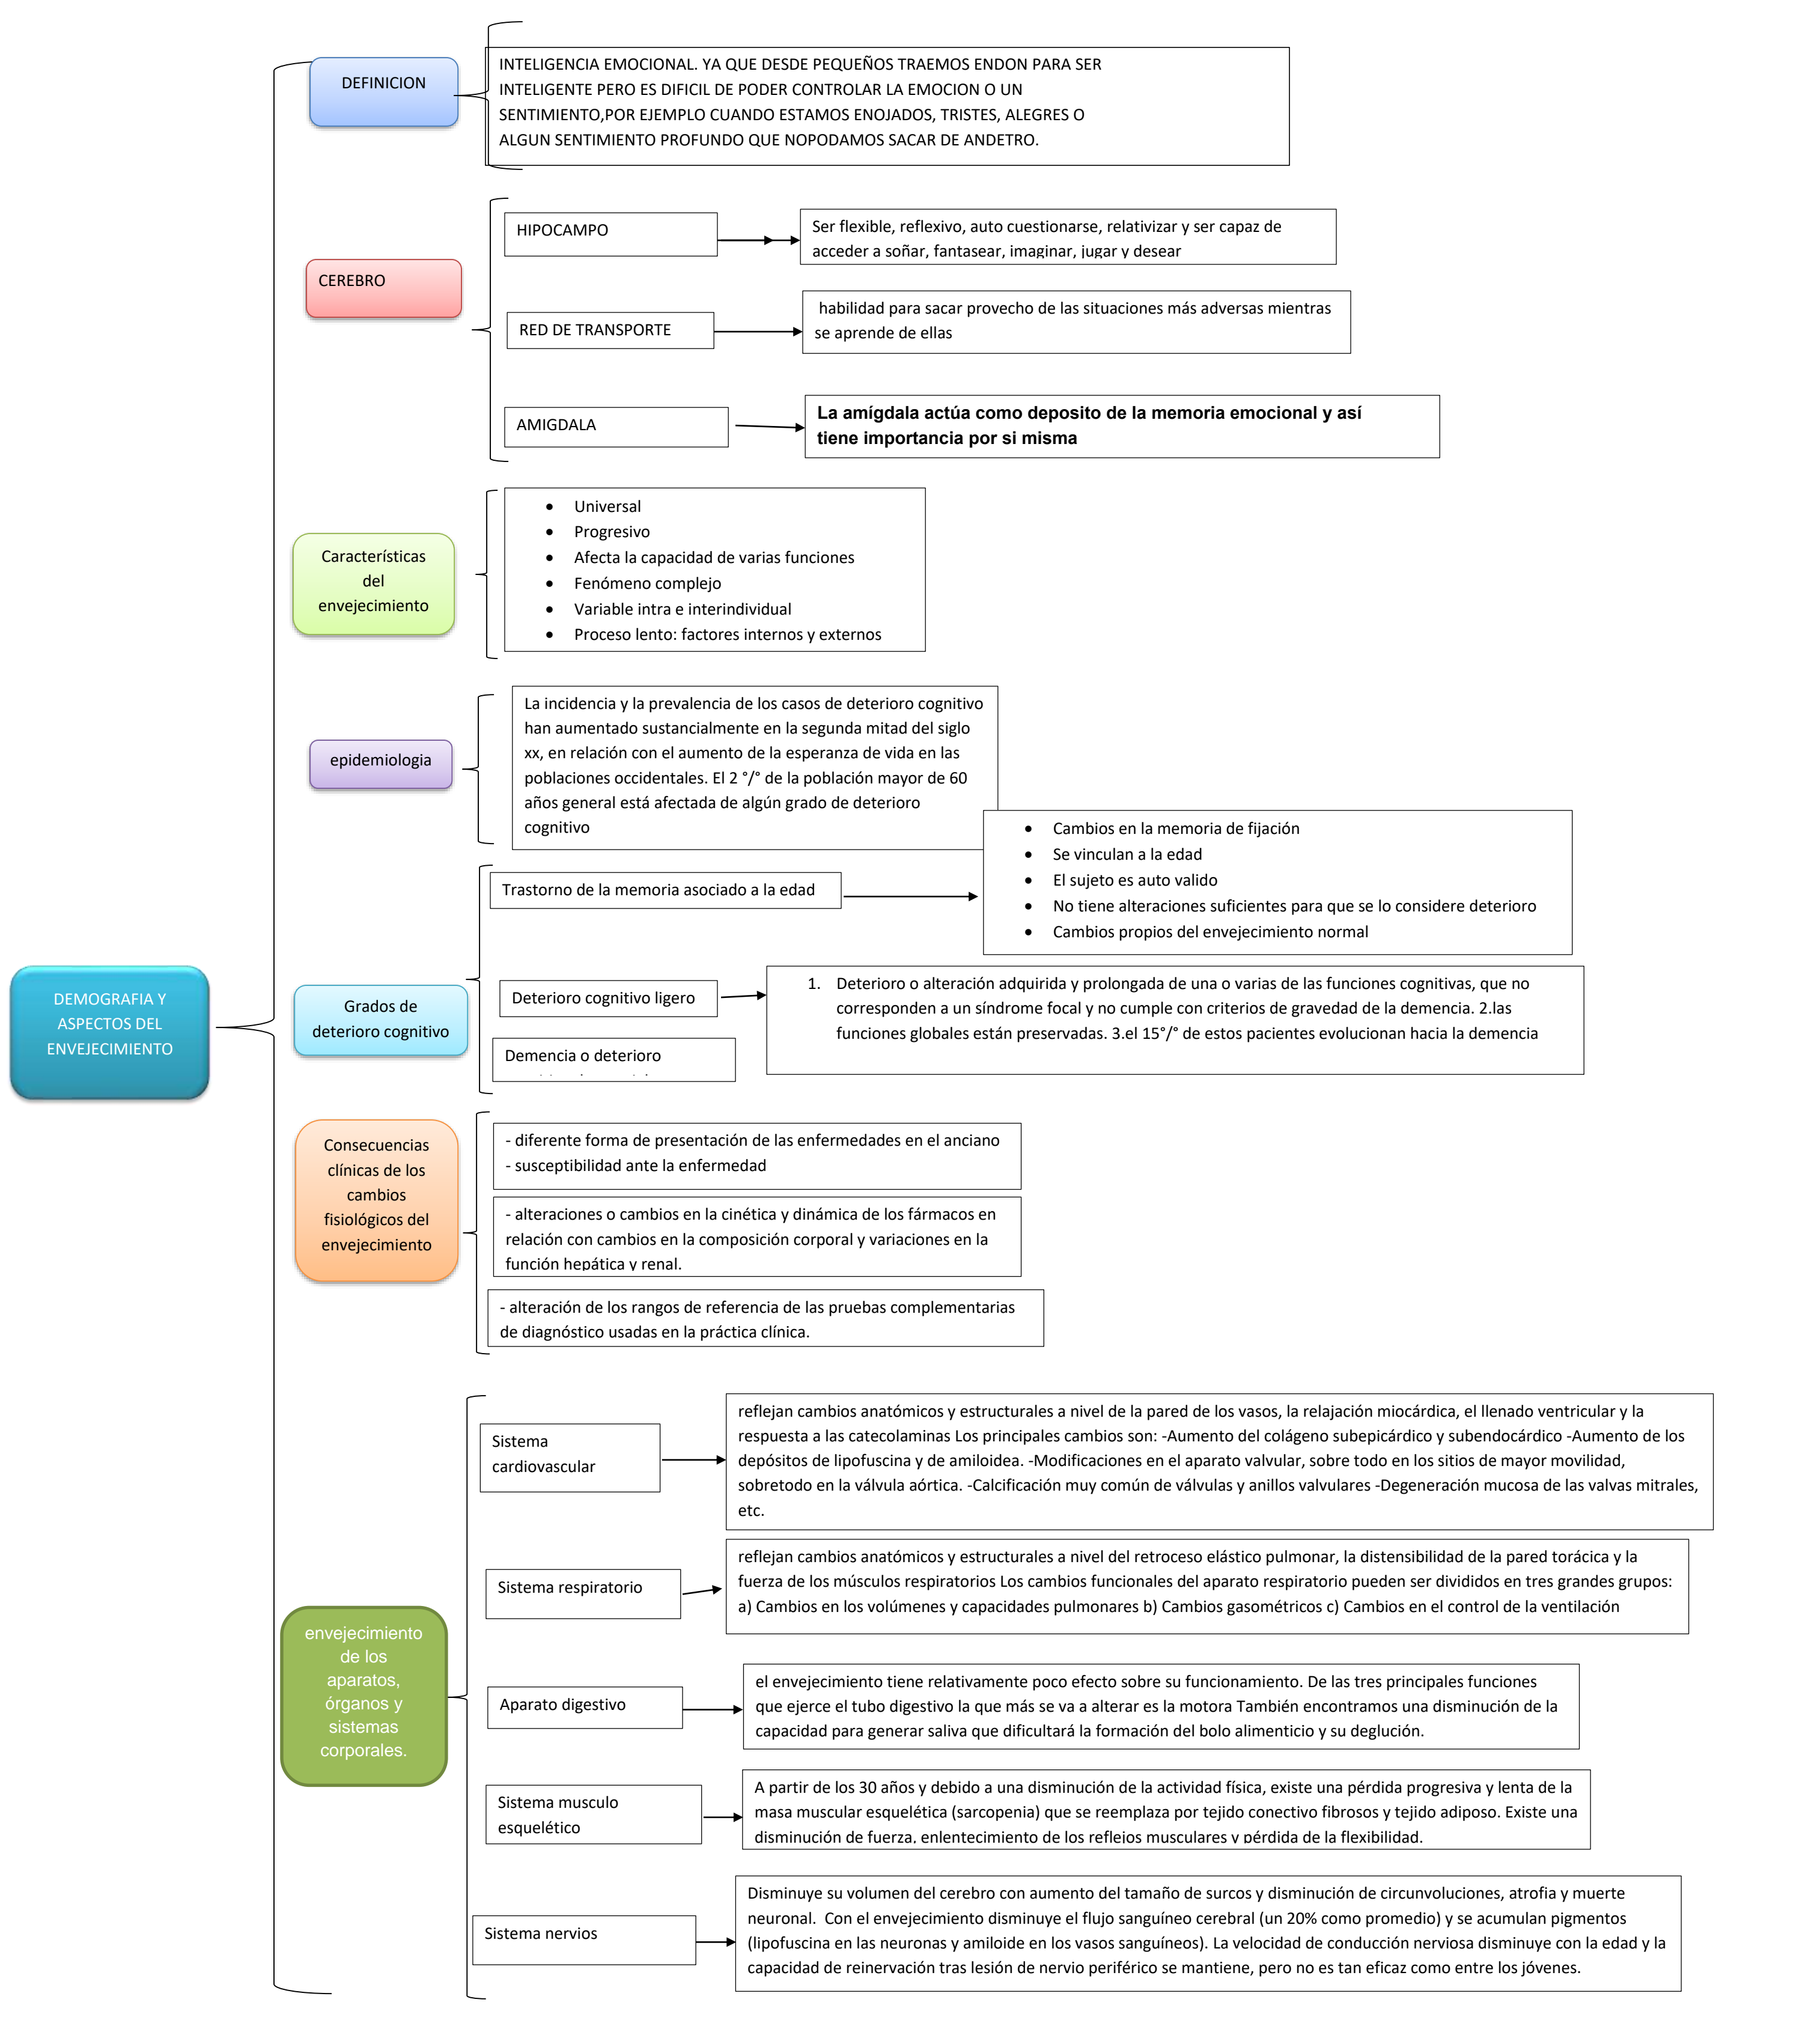 DEFINICION
INTELIGENCIA EMOCIONAL. YA QUE DESDE PEQUEÑOS TRAEMOS ENDON PARA SER
INTELIGENTE PERO ES DIFICIL DE PODER CONTROLAR LA EMOCION O UN
SENTIMIENTO,POR EJEMPLO CUANDO ESTAMOS ENOJADOS, TRISTES, ALEGRES O
ALGUN SENTIMIENTO PROFUNDO QUE NOPODAMOS SACAR DE ANDETRO.
CEREBRO
HIPOCAMPO
Ser flexible, reflexivo, auto cuestionarse, relativizar y ser capaz de
acceder a soñar, fantasear, imaginar, jugar y desear
RED DE TRANSPORTE
habilidad para sacar provecho de las situaciones más adversas mientras
se aprende de ellas
AMIGDALA
La amígdala actúa como deposito de la memoria emocional y así
tiene importancia por si misma
Características
del
envejecimiento
• Universal
• Progresivo
• Afecta la capacidad de varias funciones
• Fenómeno complejo
• Variable intra e interindividual
• Proceso lento: factores internos y externos
epidemiologia
La incidencia y la prevalencia de los casos de deterioro cognitivo
han aumentado sustancialmente en la segunda mitad del siglo
xx, en relación con el aumento de la esperanza de vida en las
poblaciones occidentales. El 2 °/° de la población mayor de 60
años general está afectada de algún grado de deterioro
cognitivo
DEMOGRAFIA Y
ASPECTOS DEL
ENVEJECIMIENTO
Grados de
deterioro cognitivo
Trastorno de la memoria asociado a la edad
• Cambios en la memoria de fijación
• Se vinculan a la edad
• El sujeto es auto valido
• No tiene alteraciones suficientes para que se lo considere deterioro
• Cambios propios del envejecimiento normal
Deterioro cognitivo ligero
1. Deterioro o alteración adquirida y prolongada de una o varias de las funciones cognitivas, que no
corresponden a un síndrome focal y no cumple con criterios de gravedad de la demencia. 2.las
funciones globales están preservadas. 3.el 15°/° de estos pacientes evolucionan hacia la demencia
Demencia o deterioro
Consecuencias
clínicas de los
cambios
fisiológicos del
envejecimiento
- diferente forma de presentación de las enfermedades en el anciano
- susceptibilidad ante la enfermedad
- alteraciones o cambios en la cinética y dinámica de los fármacos en
relación con cambios en la composición corporal y variaciones en la
función hepática y renal.
- alteración de los rangos de referencia de las pruebas complementarias
de diagnóstico usadas en la práctica clínica.
envejecimiento
de los
aparatos,
órganos y
sistemas
corporales.
Sistema
cardiovascular
reflejan cambios anatómicos y estructurales a nivel de la pared de los vasos, la relajación miocárdica, el llenado ventricular y la
respuesta a las catecolaminas Los principales cambios son: -Aumento del colágeno subepicárdico y subendocárdico -Aumento de los
depósitos de lipofuscina y de amiloidea. -Modificaciones en el aparato valvular, sobre todo en los sitios de mayor movilidad,
sobretodo en la válvula aórtica. -Calcificación muy común de válvulas y anillos valvulares -Degeneración mucosa de las valvas mitrales,
etc.
Sistema respiratorio
reflejan cambios anatómicos y estructurales a nivel del retroceso elástico pulmonar, la distensibilidad de la pared torácica y la
fuerza de los músculos respiratorios Los cambios funcionales del aparato respiratorio pueden ser divididos en tres grandes grupos:
a) Cambios en los volúmenes y capacidades pulmonares b) Cambios gasométricos c) Cambios en el control de la ventilación
Aparato digestivo
el envejecimiento tiene relativamente poco efecto sobre su funcionamiento. De las tres principales funciones
que ejerce el tubo digestivo la que más se va a alterar es la motora También encontramos una disminución de la
capacidad para generar saliva que dificultará la formación del bolo alimenticio y su deglución.
Sistema musculo
esquelético
A partir de los 30 años y debido a una disminución de la actividad física, existe una pérdida progresiva y lenta de la
masa muscular esquelética (sarcopenia) que se reemplaza por tejido conectivo fibrosos y tejido adiposo. Existe una
disminución de fuerza, enlentecimiento de los reflejos musculares y pérdida de la flexibilidad.
Sistema nervios
Disminuye su volumen del cerebro con aumento del tamaño de surcos y disminución de circunvoluciones, atrofia y muerte
neuronal. Con el envejecimiento disminuye el flujo sanguíneo cerebral (un 20% como promedio) y se acumulan pigmentos
(lipofuscina en las neuronas y amiloide en los vasos sanguíneos). La velocidad de conducción nerviosa disminuye con la edad y la
capacidad de reinervación tras lesión de nervio periférico se mantiene, pero no es tan eficaz como entre los jóvenes.